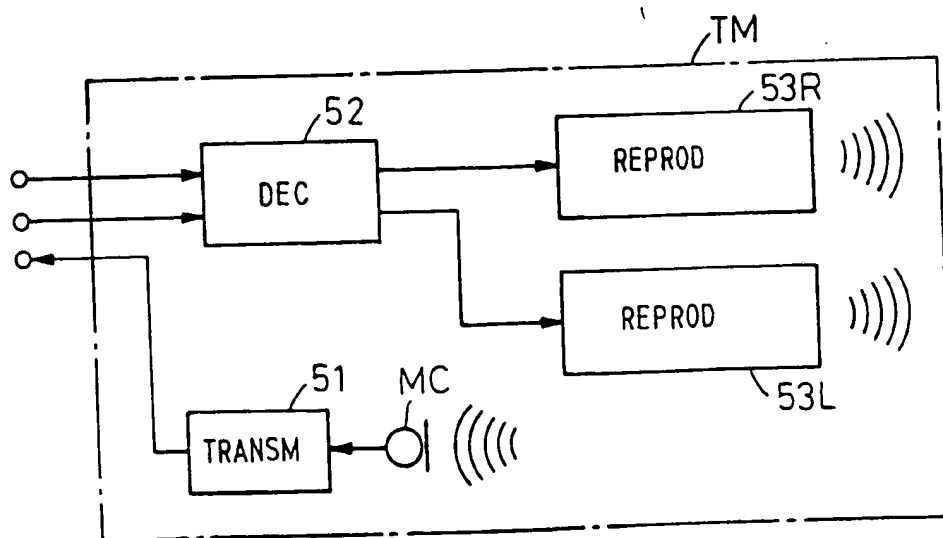 TM
53R
52
REPROD
DEC
REPROD
53L
51
MC
TRANSM